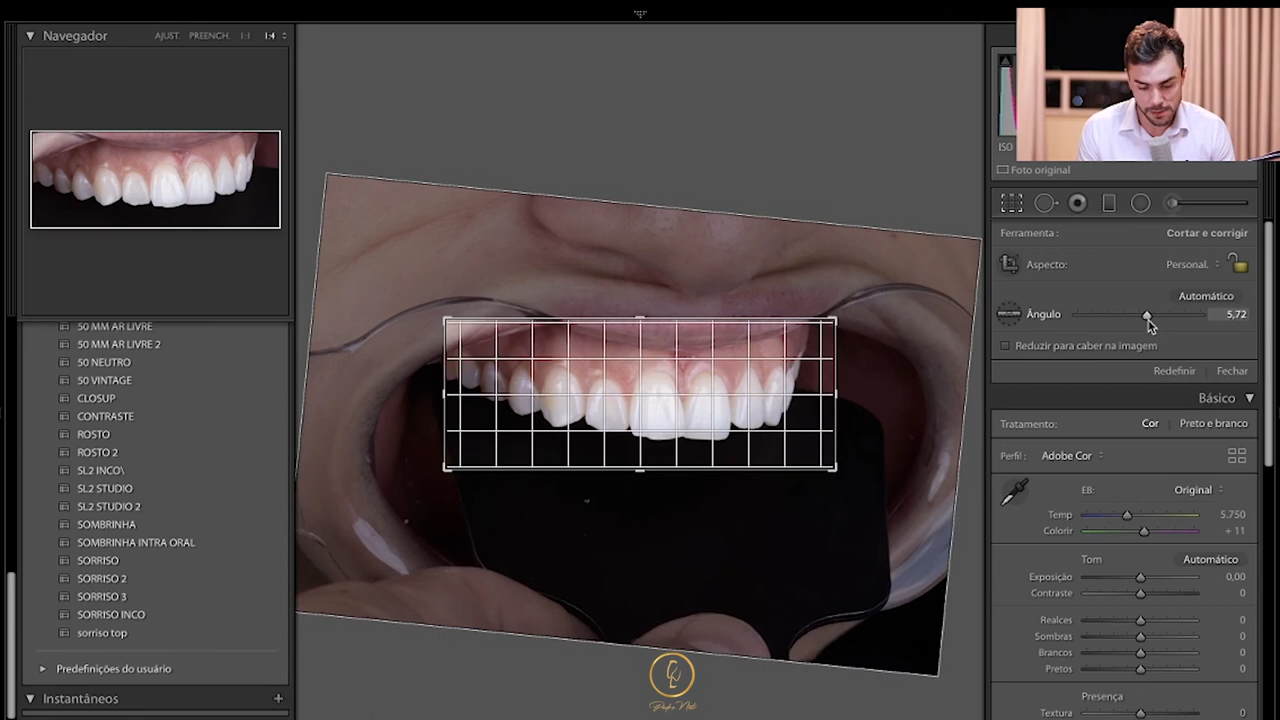 Navegador
AJUST. PREENCH. 1:1 1:4
50 MM AR LIVRE
50 MM AR LIVRE 2
50 NEUTRO
50 VINTAGE
CLOSUP
CONTRASTE
ROSTO
ROSTO 2
SL2 INCO\
SL2 STUDIO
SL2 STUDIO 2
SOMBRINHA
SOMBRINHA INTRA ORAL
SORRISO
SORRISO 2
SORRISO 3
SORRISO INCO
sorriso top
Predefinições do usuário
Instantâneos +
ISO
Foto original
Ferramenta : Cortar e corrigir
Aspecto: Personal.
Automático
Ângulo 5,72
Reduzir para caber na imagem
Redefinir Fechar
Básico
Tratamento: Cor Preto e branco
Perfil : Adobe Cor
EB: Original
Temp 5.750
Colorir + 11
Tom Automático
Exposição 0,00
Contraste 0
Realces 0
Sombras 0
Brancos 0
Pretos 0
Presença
Textura 0